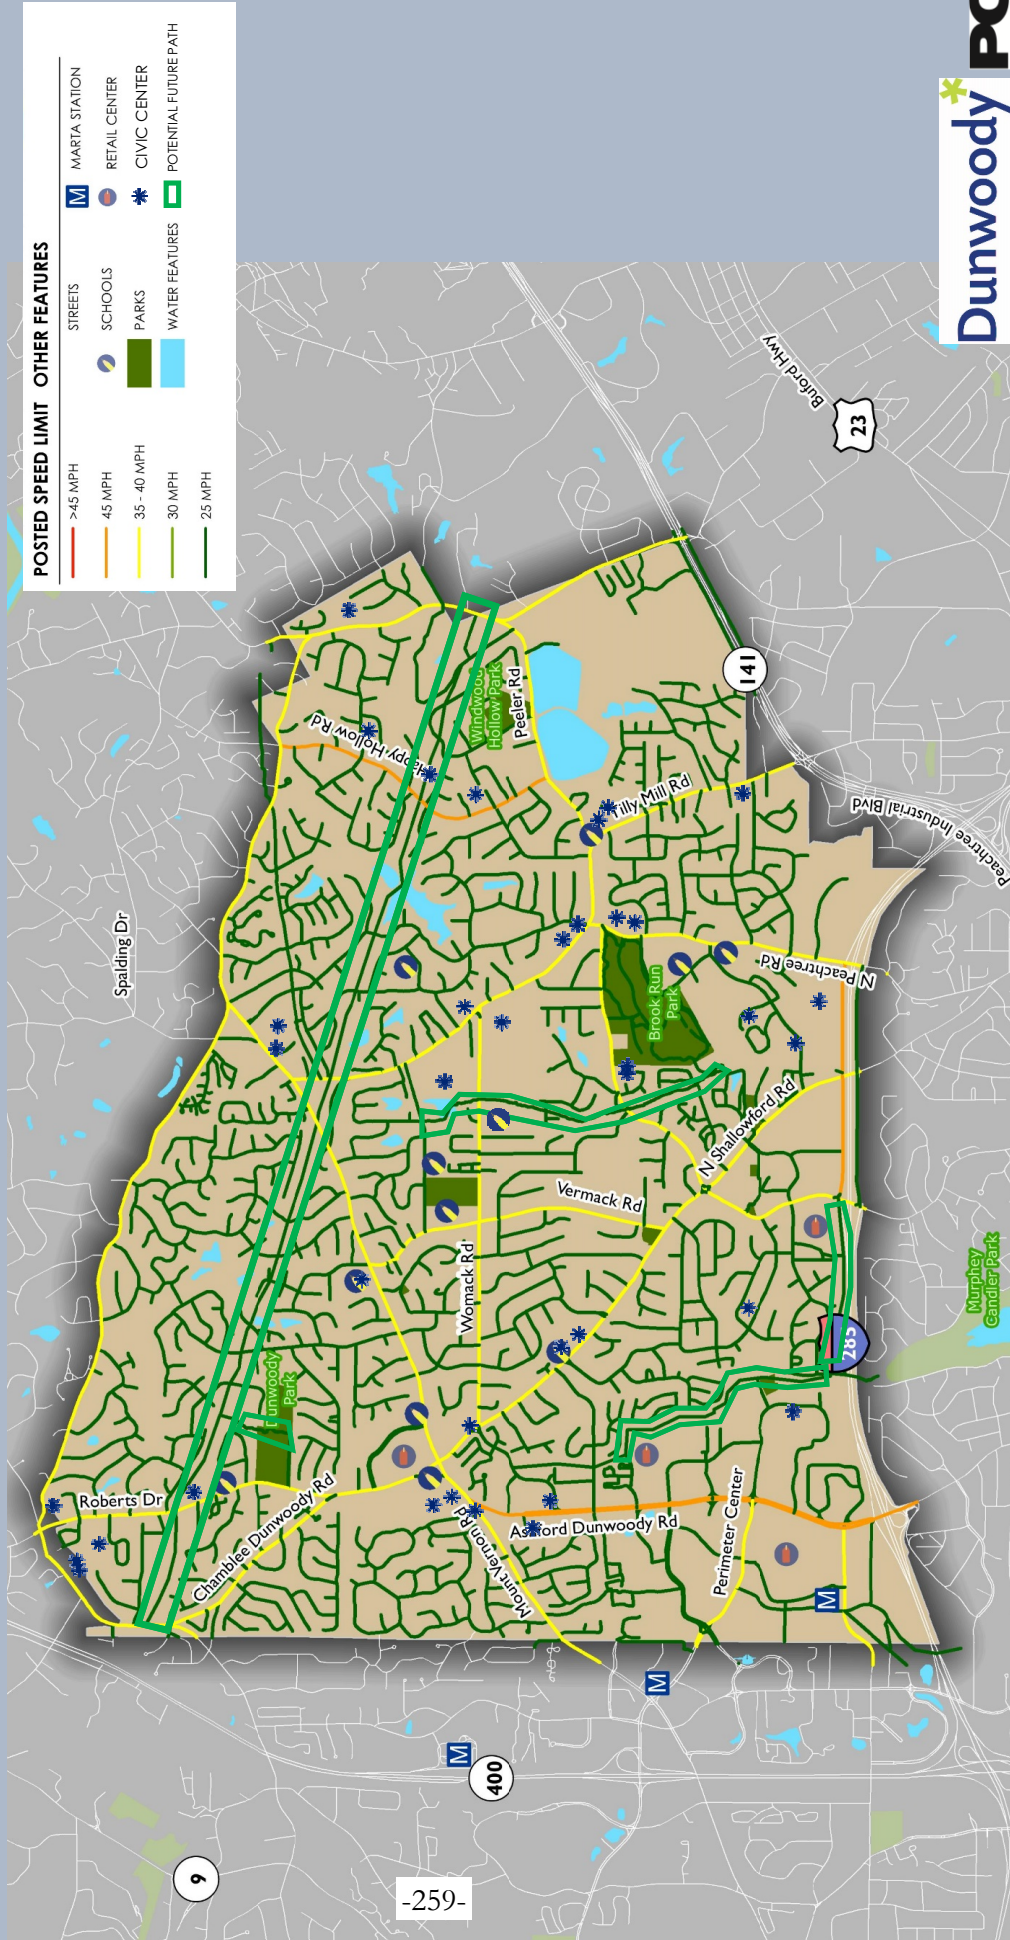 POSTED SPEED LIMIT
>45 MPH
45 MPH
35 - 40 MPH
30 MPH
25 MPH
OTHER FEATURES
STREETS
SCHOOLS
PARKS
WATER FEATURES
M MARTA STATION
RETAIL CENTER
CIVIC CENTER
POTENTIAL FUTURE PATH
Dunwoody
Spalding Dr
Roberts Dr
Chamblee Dunwoody Rd
Dunwoody
Park
Mount Vernon Rd
Ashford Dunwoody Rd
Perimeter Center
Womack Rd
Vermack Rd
N Shallowford Rd
Brook Run
Park
N Peachtree Rd
Tilly Mill Rd
Peeler Rd
Windwood
Hollow Park
Happy Hollow Rd
Peachtree Industrial Blvd
Buford Hwy
Murphey
Candler Park
9
400
285
141
23
M
M
M
-259-